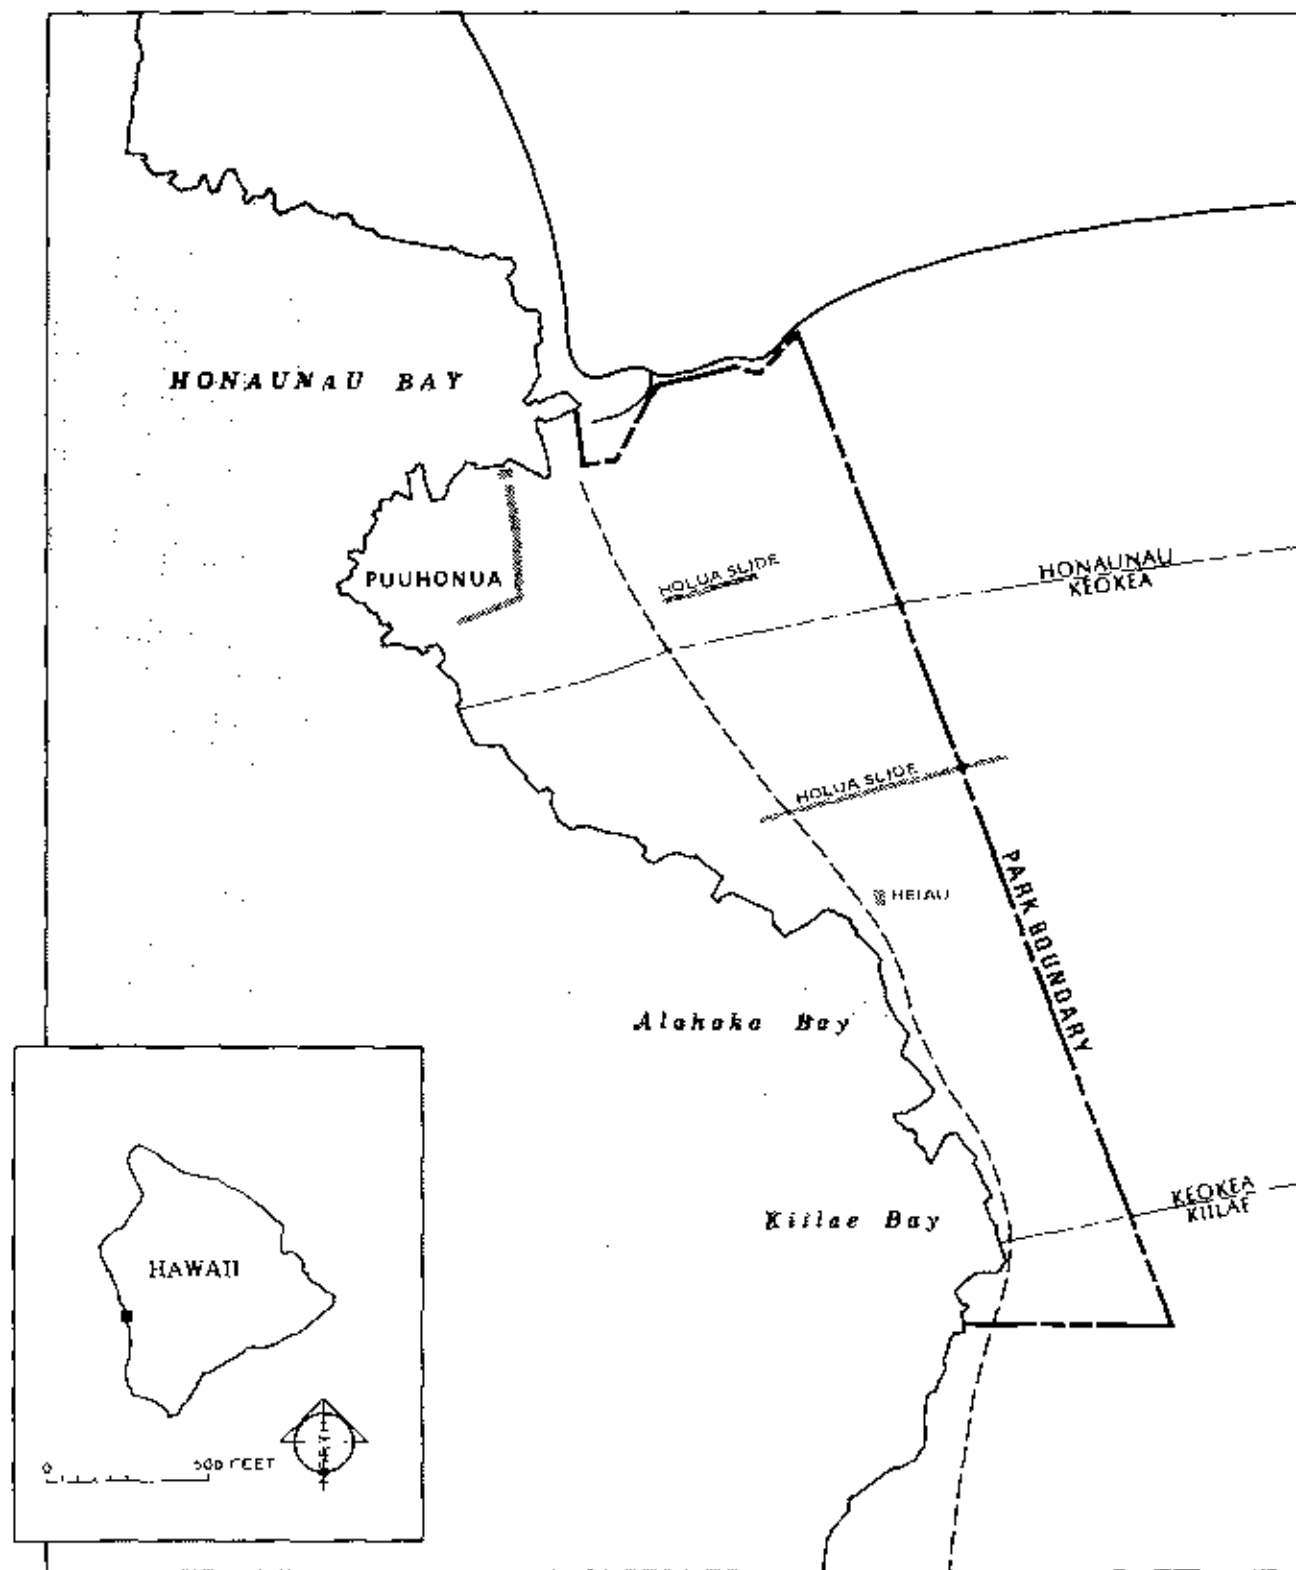 HONAUNAU BAY
PUUHONUA
HOLUA SLIDE
HONAUNAU
KEOKEA
HOLUA SLIDE
HEIAU
PARK BOUNDARY
Alahaka Bay
KEOKEA
KIILAE
Kiilae Bay
HAWAII
0
500 FEET